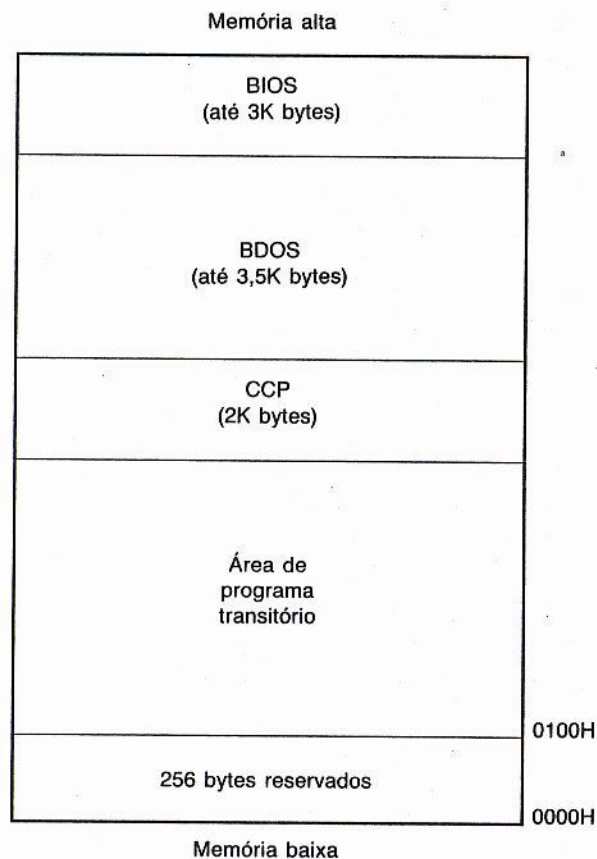 Memória alta
BIOS
(até 3K bytes)
BDOS
(até 3,5K bytes)
CCP
(2K bytes)
Área de
programa
transitório
0100H
256 bytes reservados
0000H
Memória baixa